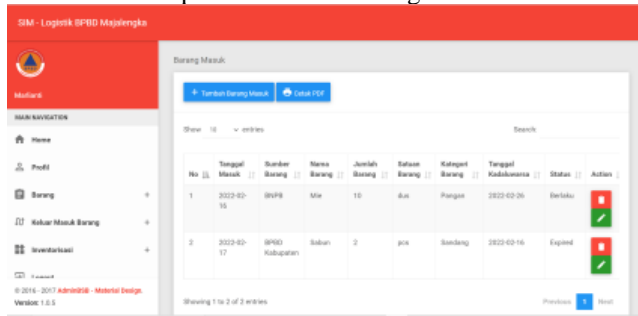 SIM - Logistik BPBD Majalengka
Mardianti
MAIN NAVIGATION
Home
Profil
Barang
Keluar Masuk Barang
Inventarisasi
© 2016 - 2017 AdminBSB - Material Design.
Version: 1.0.5
Barang Masuk
Tambah Barang Masuk
Cetak PDF
Show 10 entries
Search:
No Tanggal Masuk Sumber Barang Nama Barang Jumlah Barang Satuan Barang Kategori Barang Tanggal Kadaluwarsa Status Action
1 2022-02-16 BNPB Mie 10 dus Pangan 2022-02-26 Berlaku
2 2022-02-17 BPBD Kabupaten Sabun 2 pcs Sandang 2022-02-16 Expired
Showing 1 to 2 of 2 entries
Previous 1 Next